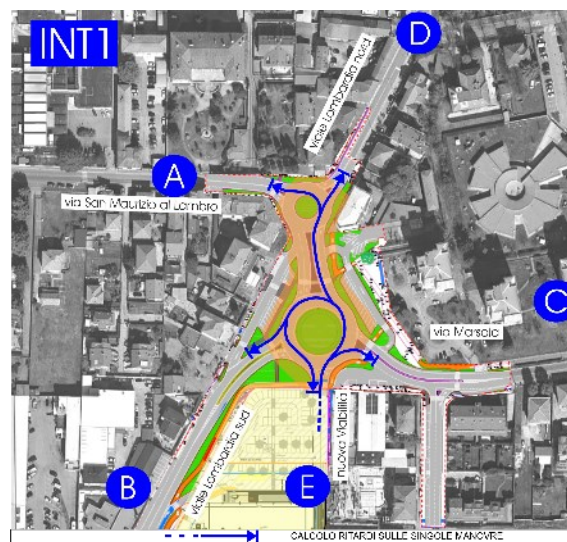 INT1
D
viale Lombardia nord
A
via San Maurizio al Lambro
C
via Marsala
viale Lombardia sud
nuova Viabilità
B
E
CALCOLO RITARDI SULLE SINGOLE MANOVRE